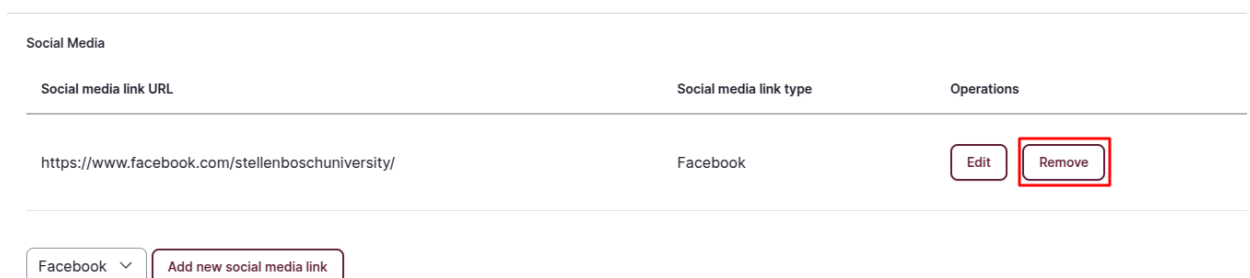 Social Media
Social media link URL Social media link type Operations
https://www.facebook.com/stellenboschuniversity/ Facebook Edit Remove
Facebook Add new social media link